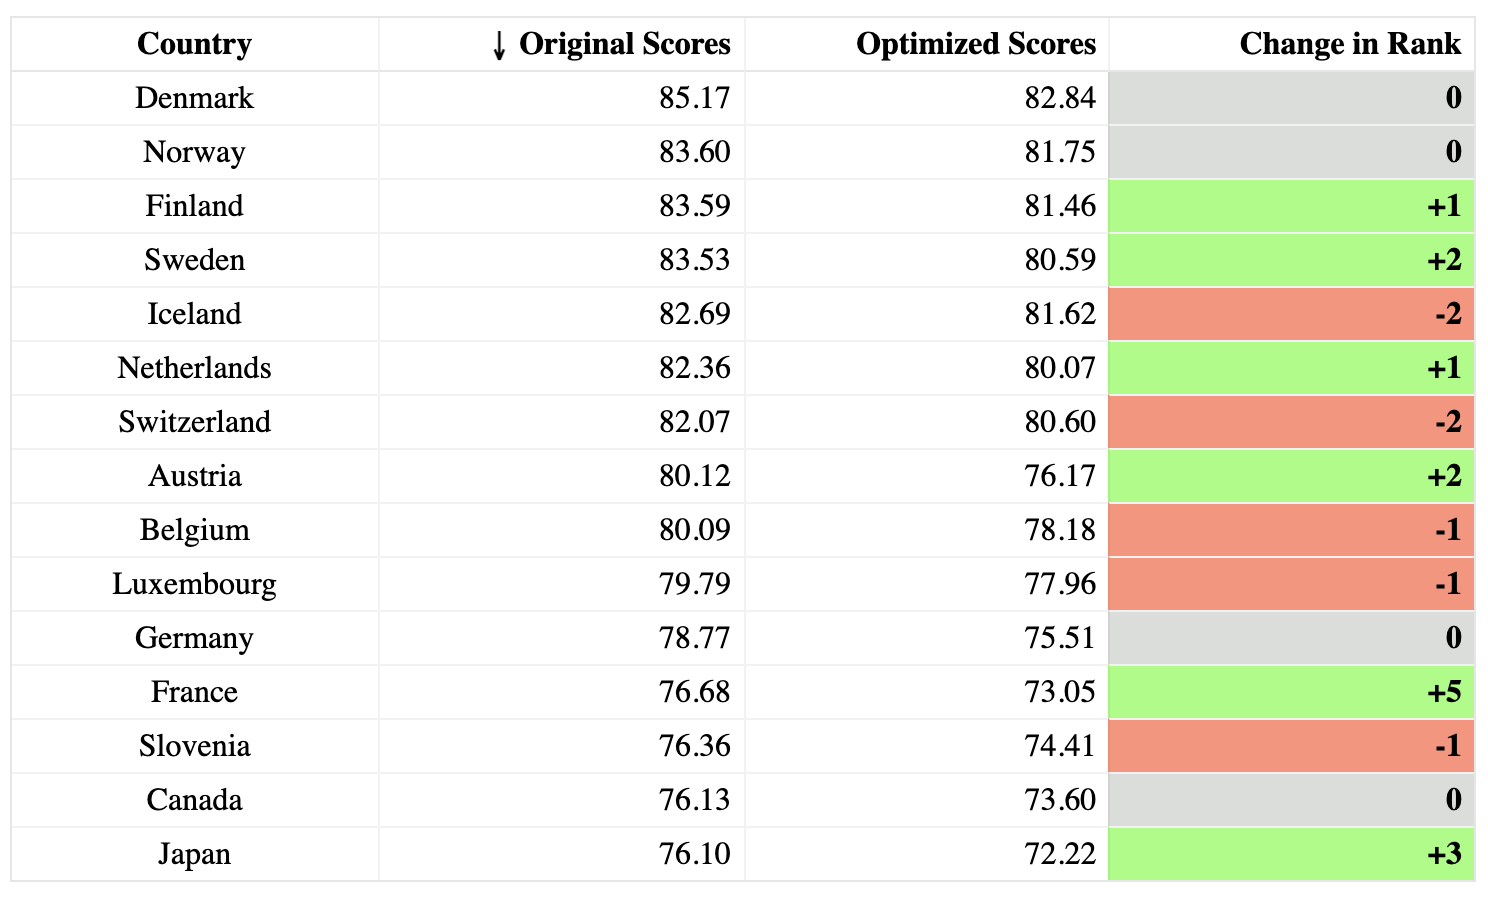 Country ↓ Original Scores Optimized Scores Change in Rank
Denmark 85.17 82.84 0
Norway 83.60 81.75 0
Finland 83.59 81.46 +1
Sweden 83.53 80.59 +2
Iceland 82.69 81.62 -2
Netherlands 82.36 80.07 +1
Switzerland 82.07 80.60 -2
Austria 80.12 76.17 +2
Belgium 80.09 78.18 -1
Luxembourg 79.79 77.96 -1
Germany 78.77 75.51 0
France 76.68 73.05 +5
Slovenia 76.36 74.41 -1
Canada 76.13 73.60 0
Japan 76.10 72.22 +3